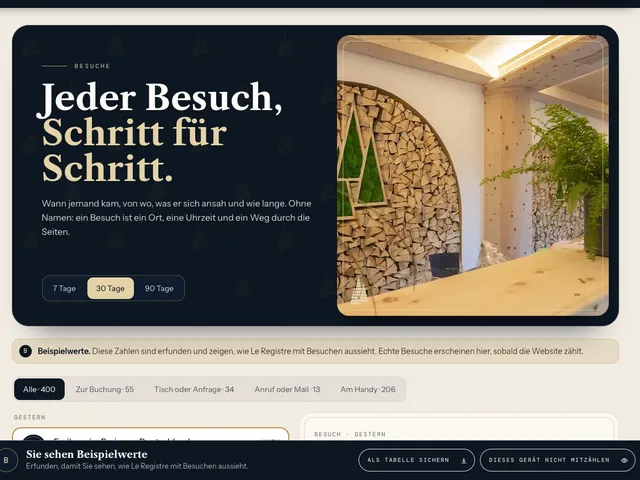 BESUCHE
Jeder Besuch,
Schritt für
Schritt.
Wann jemand kam, von wo, was er sich ansah und wie lange. Ohne
Namen: ein Besuch ist ein Ort, eine Uhrzeit und ein Weg durch die
Seiten.
7 Tage 30 Tage 90 Tage
B Beispielwerte. Diese Zahlen sind erfunden und zeigen, wie Le Registre mit Besuchen aussieht. Echte Besuche erscheinen hier, sobald die Website zählt.
Alle · 400 Zur Buchung · 55 Tisch oder Anfrage · 34 Anruf oder Mail · 13 Am Handy · 206
GESTERN
BESUCH · GESTERN
B Sie sehen Beispielwerte
Erfunden, damit Sie sehen, wie Le Registre mit Besuchen aussieht.
ALS TABELLE SICHERN
DIESES GERÄT NICHT MITZÄHLEN